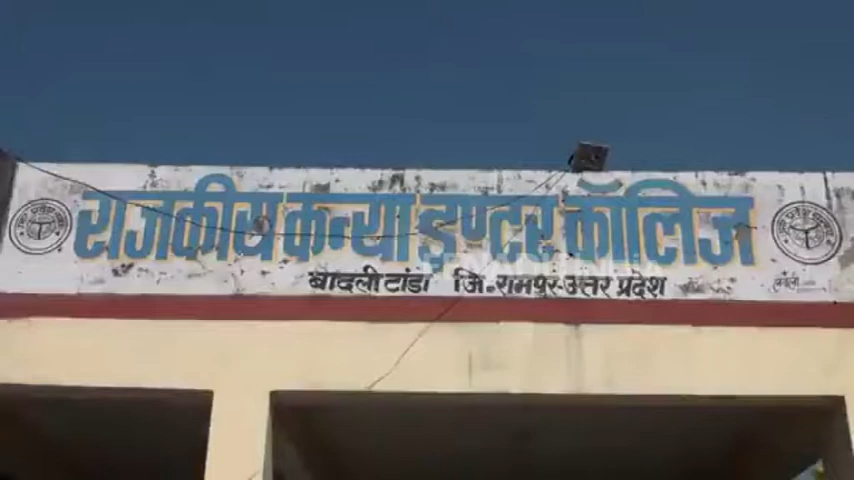 राजकीय कन्या इण्टर कॉलिज
बादली टांडा जि.रामपुर-उत्तर प्रदेश